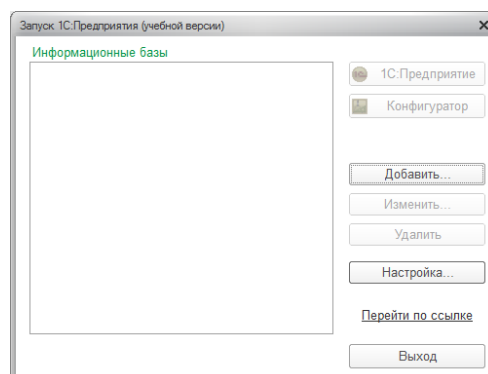 Запуск 1С:Предприятия (учебной версии)
Информационные базы
1С:Предприятие
Конфигуратор
Добавить...
Изменить...
Удалить
Настройка...
Перейти по ссылке
Выход